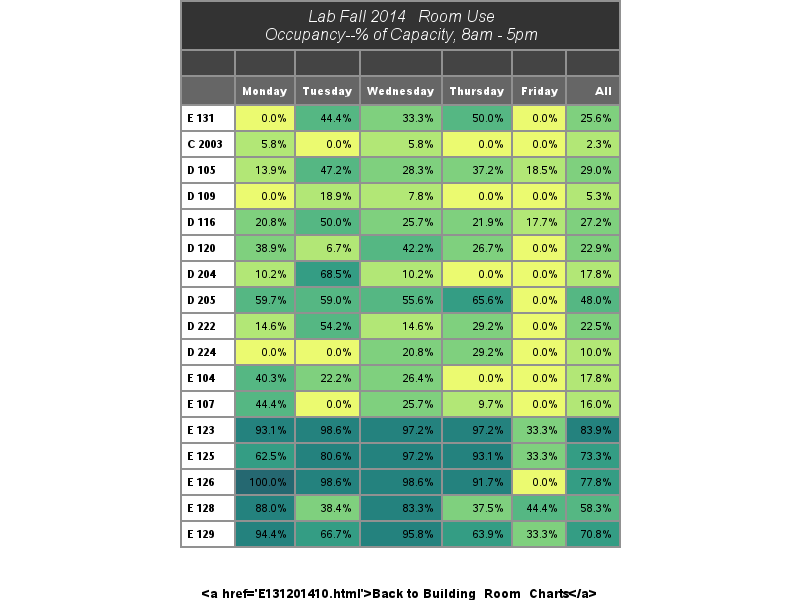 Lab Fall 2014 Room Use
Occupancy--% of Capacity, 8am - 5pm
Monday Tuesday Wednesday Thursday Friday All
E 131 0.0% 44.4% 33.3% 50.0% 0.0% 25.6%
C 2003 5.8% 0.0% 5.8% 0.0% 0.0% 2.3%
D 105 13.9% 47.2% 28.3% 37.2% 18.5% 29.0%
D 109 0.0% 18.9% 7.8% 0.0% 0.0% 5.3%
D 116 20.8% 50.0% 25.7% 21.9% 17.7% 27.2%
D 120 38.9% 6.7% 42.2% 26.7% 0.0% 22.9%
D 204 10.2% 68.5% 10.2% 0.0% 0.0% 17.8%
D 205 59.7% 59.0% 55.6% 65.6% 0.0% 48.0%
D 222 14.6% 54.2% 14.6% 29.2% 0.0% 22.5%
D 224 0.0% 0.0% 20.8% 29.2% 0.0% 10.0%
E 104 40.3% 22.2% 26.4% 0.0% 0.0% 17.8%
E 107 44.4% 0.0% 25.7% 9.7% 0.0% 16.0%
E 123 93.1% 98.6% 97.2% 97.2% 33.3% 83.9%
E 125 62.5% 80.6% 97.2% 93.1% 33.3% 73.3%
E 126 100.0% 98.6% 98.6% 91.7% 0.0% 77.8%
E 128 88.0% 38.4% 83.3% 37.5% 44.4% 58.3%
E 129 94.4% 66.7% 95.8% 63.9% 33.3% 70.8%
<a href='E131201410.html'>Back to Building_Room_Charts</a>